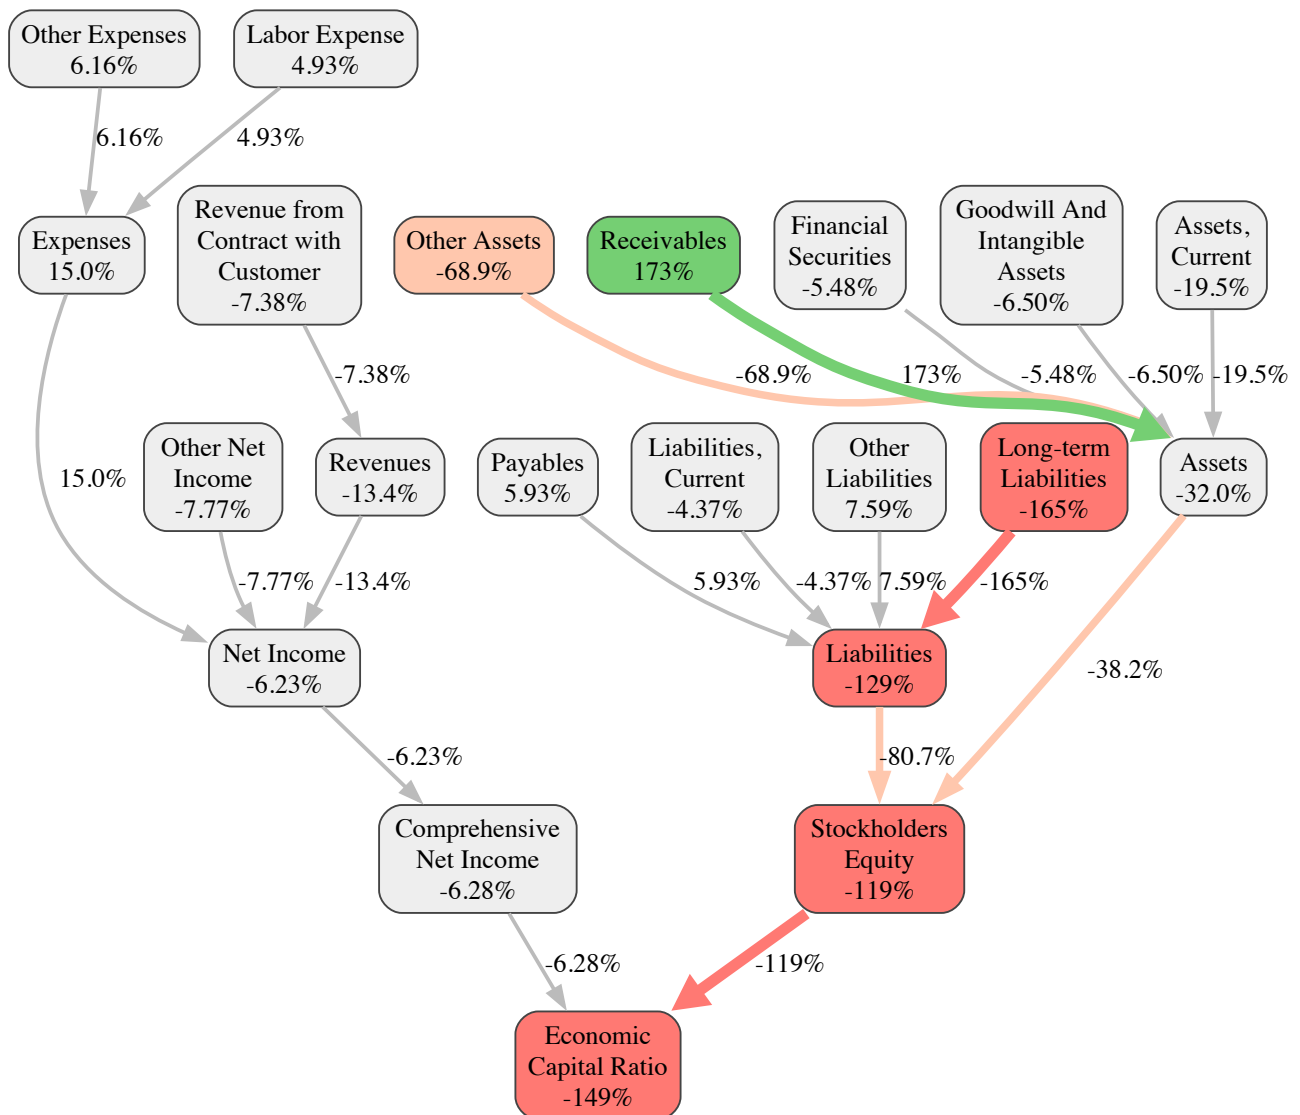 Other Expenses
6.16%
Labor Expense
4.93%
6.16%
4.93%
Expenses
15.0%
Revenue from
Contract with
Customer
-7.38%
Other Assets
-68.9%
Receivables
173%
Financial
Securities
-5.48%
Goodwill And
Intangible
Assets
-6.50%
Assets,
Current
-19.5%
-7.38%
-68.9%
173%
-5.48%
-6.50%
-19.5%
15.0%
Other Net
Income
-7.77%
Revenues
-13.4%
Payables
5.93%
Liabilities,
Current
-4.37%
Other
Liabilities
7.59%
Long-term
Liabilities
-165%
Assets
-32.0%
-7.77%
-13.4%
5.93%
-4.37%
7.59%
-165%
Net Income
-6.23%
Liabilities
-129%
-38.2%
-6.23%
-80.7%
Comprehensive
Net Income
-6.28%
Stockholders
Equity
-119%
-6.28%
-119%
Economic
Capital Ratio
-149%